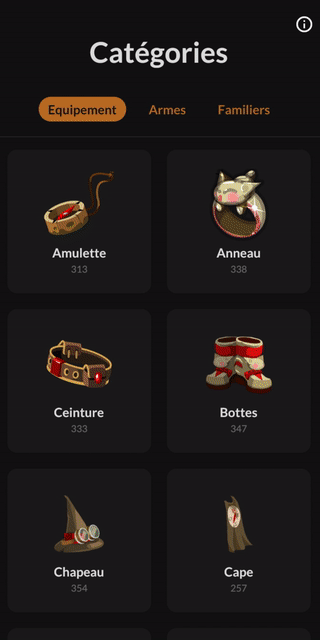 Catégories
Equipement Armes Familiers
Amulette Anneau
313 338
Ceinture Bottes
333 347
Chapeau Cape
354 257